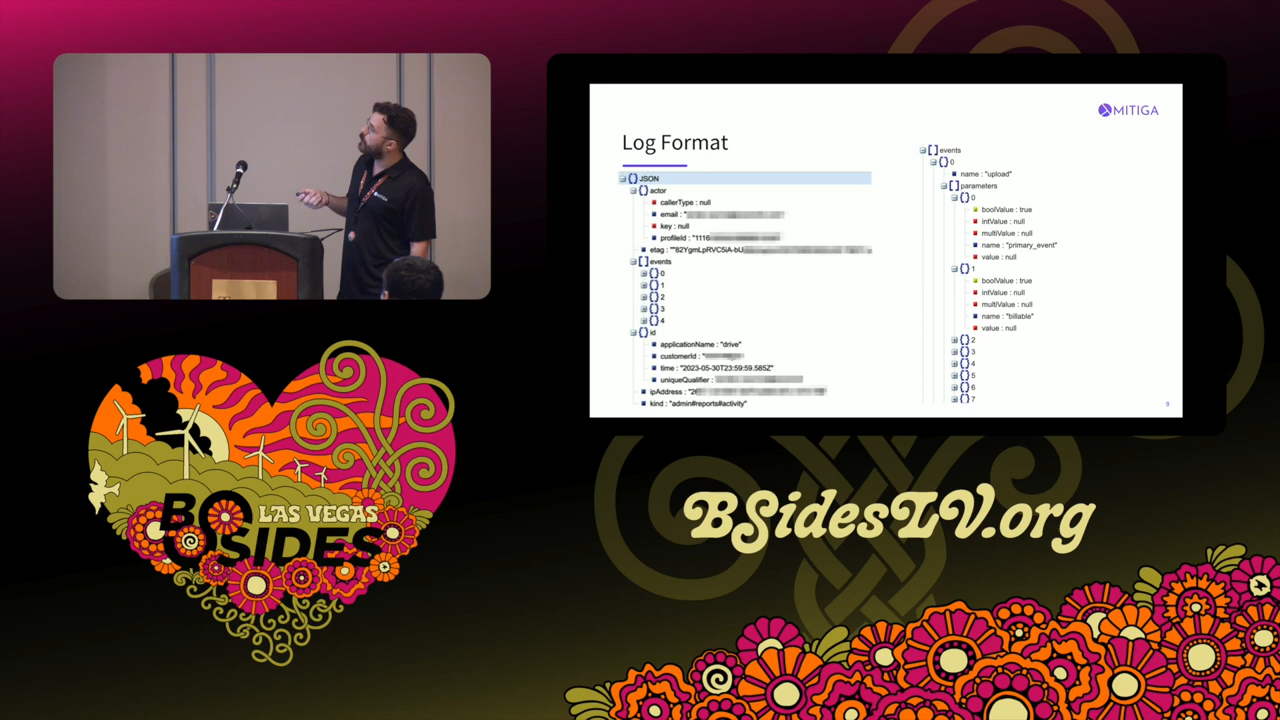 MITIGA
Log Format
JSON
actor
callerType : null
email : "
key : null
profileId : "1116
etag : ""82YgmLpRVC5iA-bU
events
0
1
2
3
4
id
applicationName : "drive"
customerId :
time : "2023-05-30T23:59:59.585Z"
uniqueQualifier :
ipAddress : "26
kind : "admin#reports#activity"
events
0
name : "upload"
parameters
0
boolValue : true
intValue : null
multiValue : null
name : "primary_event"
value : null
1
boolValue : true
intValue : null
multiValue : null
name : "billable"
value : null
2
3
4
5
6
7
9
BSIDES
LAS VEGAS
23
BSidesLV.org